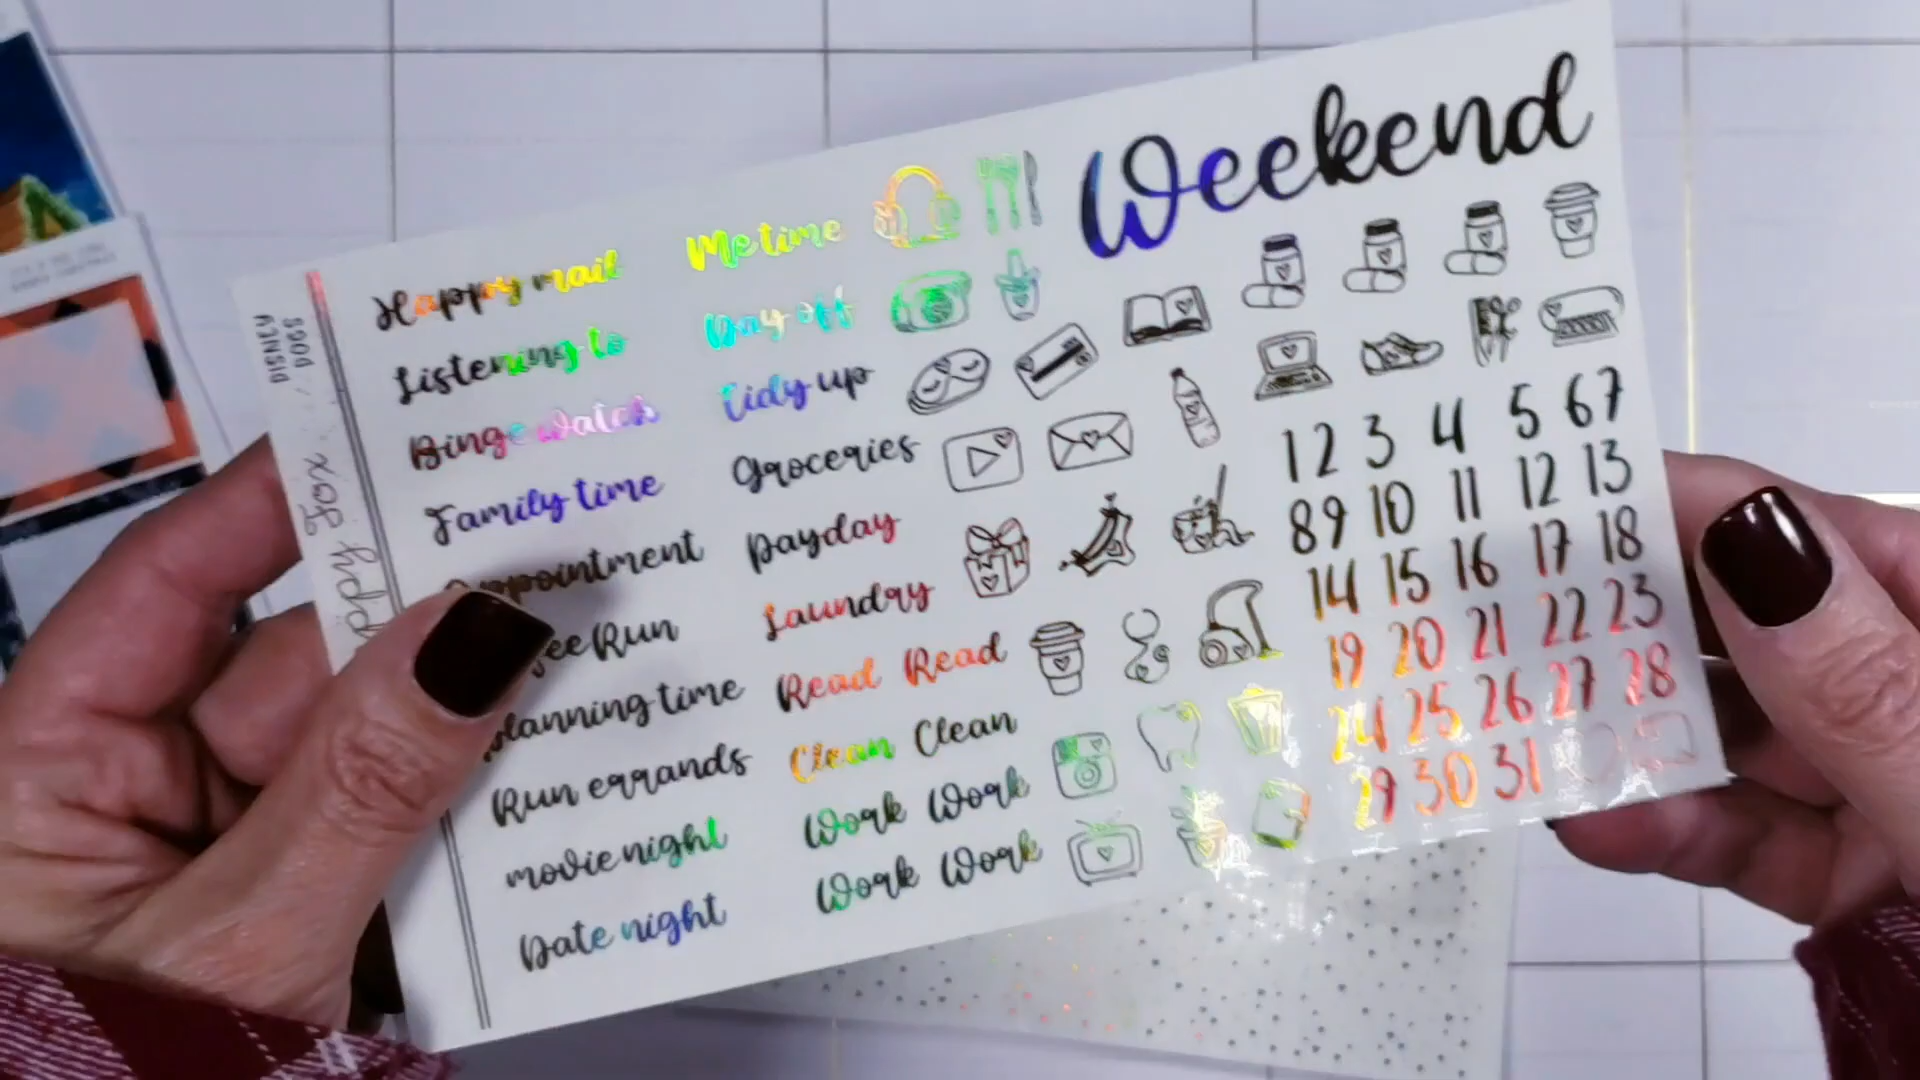 Weekend
Happy mail
Me time
Listening to
Day off
Binge watch
Tidy up
Family time
Groceries
Appointment
Payday
Run
Laundry
Planning time
Read Read
Run errands
Clean Clean
movie night
Work Work
Date night
Work Work
1 2 3 4 5 6 7
8 9 10 11 12 13
14 15 16 17 18
19 20 21 22 23
24 25 26 27 28
29 30 31